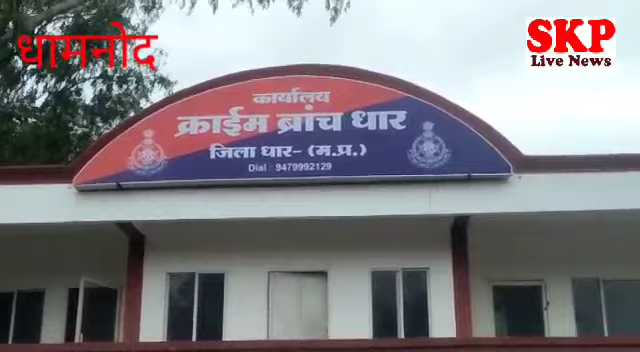 धामनोद
SKP
Live News
कार्यालय
क्राईम ब्रांच धार
जिला धार- (म.प्र.)
Dial : 9479992129